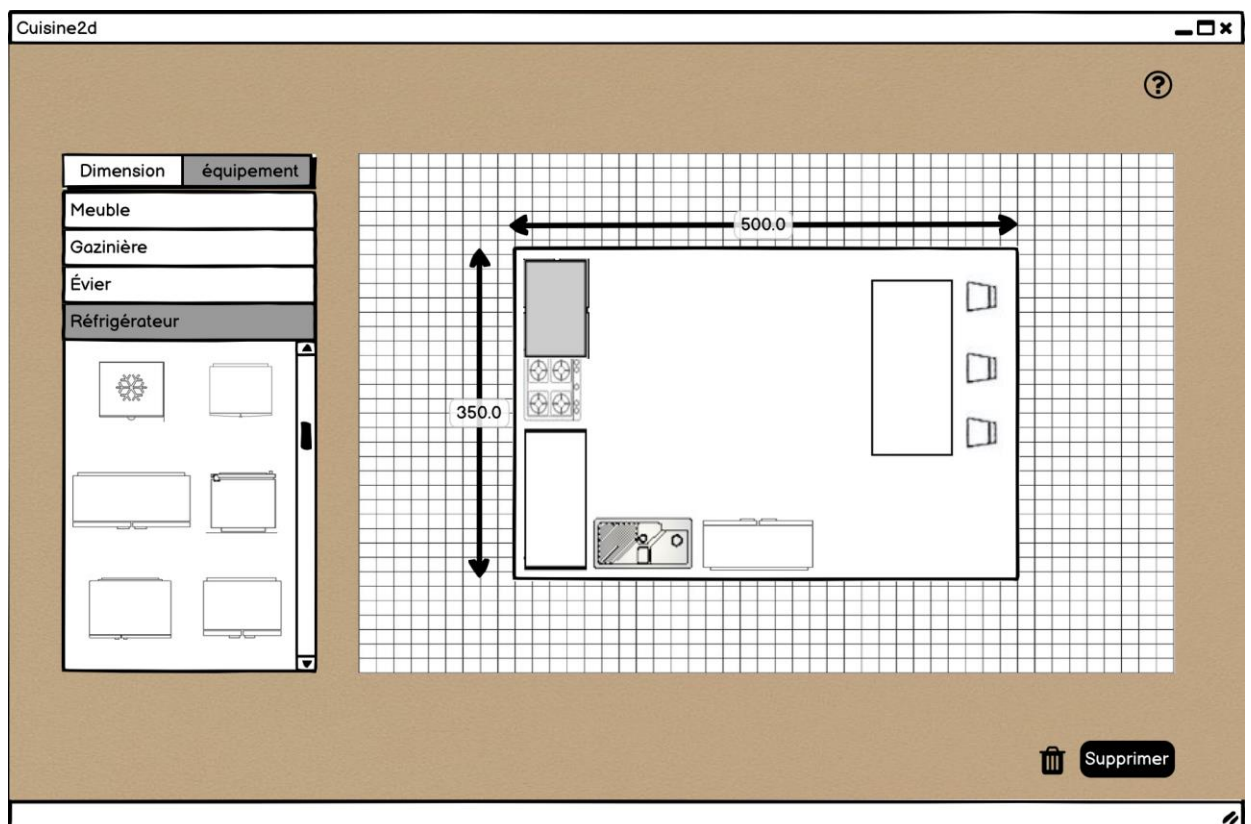 Cuisine2d
?
Dimension
équipement
Meuble
Gazinière
Évier
Réfrigérateur
500.0
350.0
Supprimer